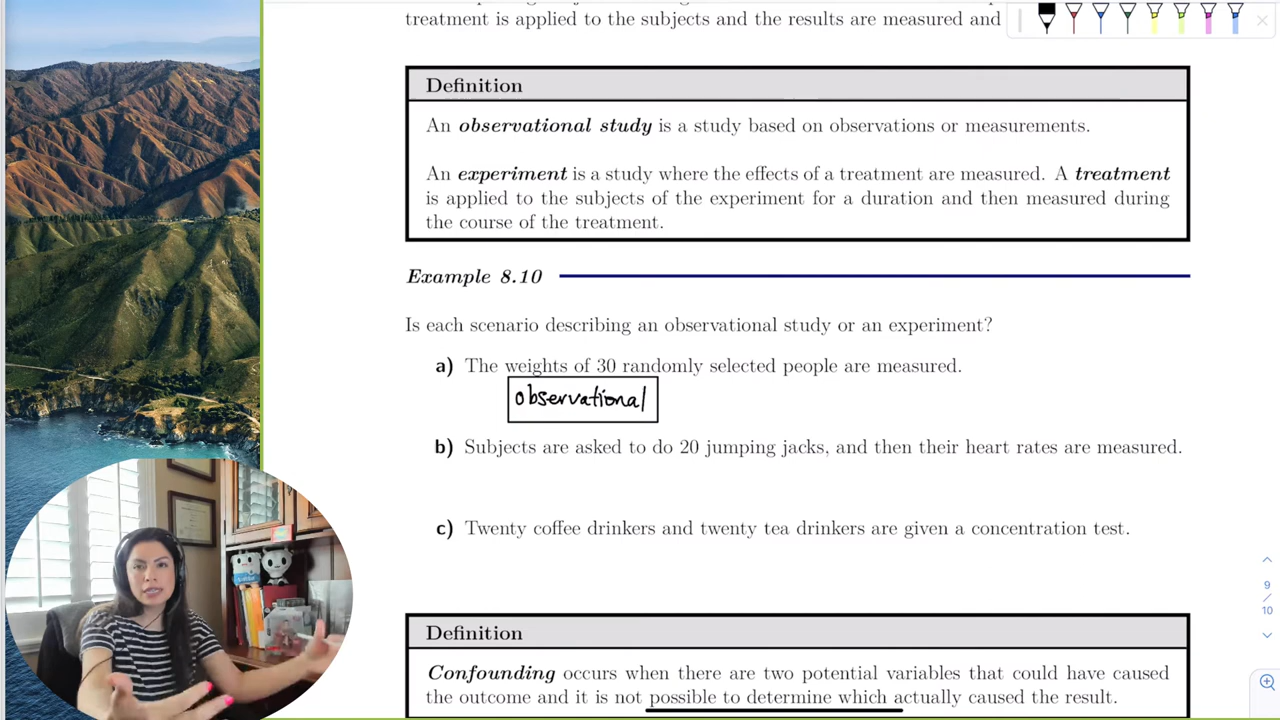 treatment is applied to the subjects and the results are measured and
Definition
An observational study is a study based on observations or measurements.
An experiment is a study where the effects of a treatment are measured. A treatment
is applied to the subjects of the experiment for a duration and then measured during
the course of the treatment.
Example 8.10
Is each scenario describing an observational study or an experiment?
a) The weights of 30 randomly selected people are measured.
observational
b) Subjects are asked to do 20 jumping jacks, and then their heart rates are measured.
c) Twenty coffee drinkers and twenty tea drinkers are given a concentration test.
9
/
10
Definition
Confounding occurs when there are two potential variables that could have caused
the outcome and it is not possible to determine which actually caused the result.